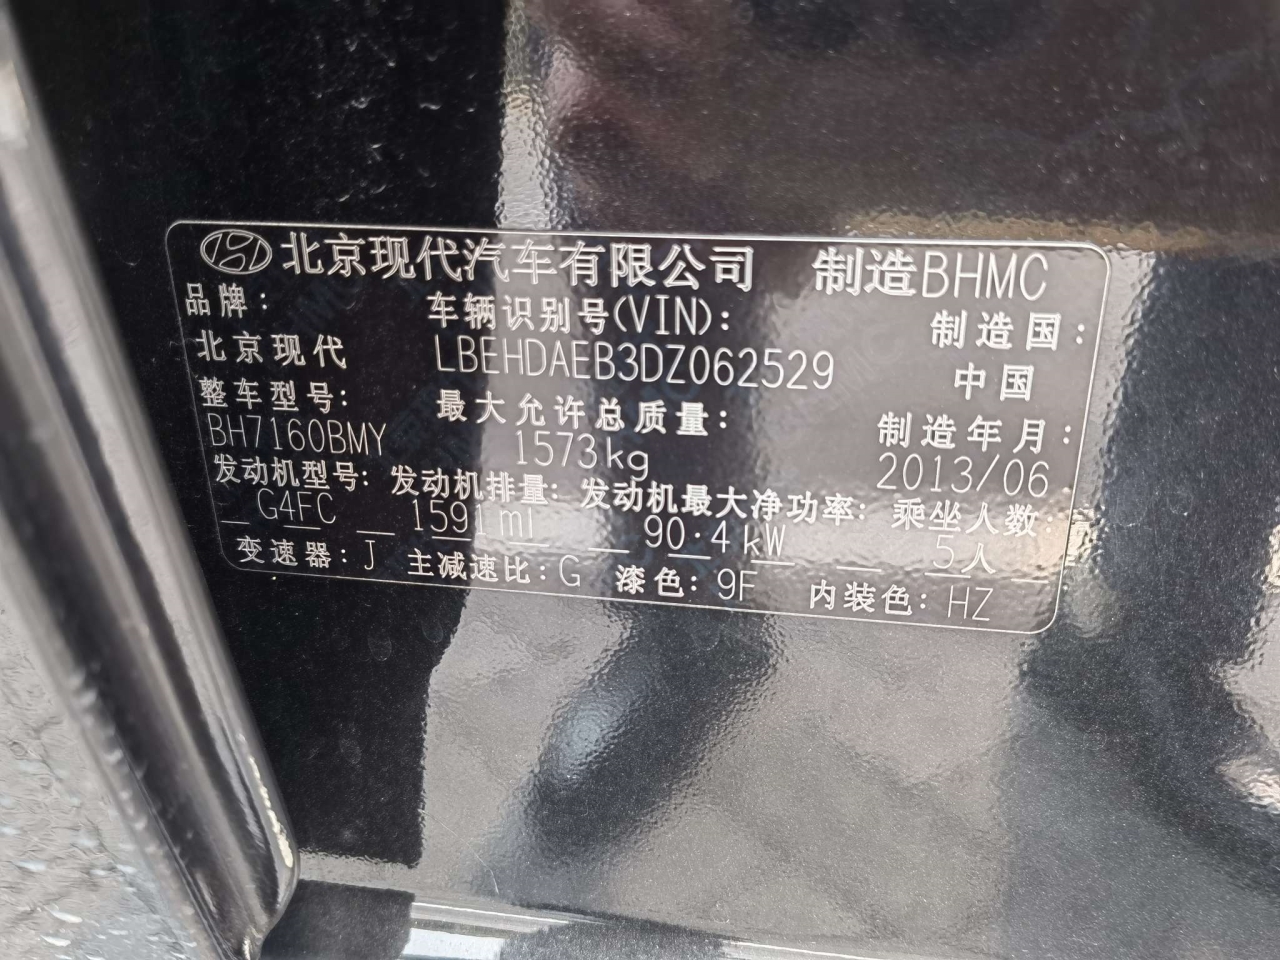 北京现代汽车有限公司 制造BHMC
品牌: 车辆识别号(VIN): 制造国:
北京现代 LBEHDAEB3DZ062529 中国
整车型号: 最大允许总质量: 制造年月:
BH7160BMY 1573kg 2013/06
发动机型号: 发动机排量: 发动机最大净功率: 乘坐人数:
G4FC 1591ml 90.4kW 5人
变速器: J 主减速比: G 漆色: 9F 内装色: HZ